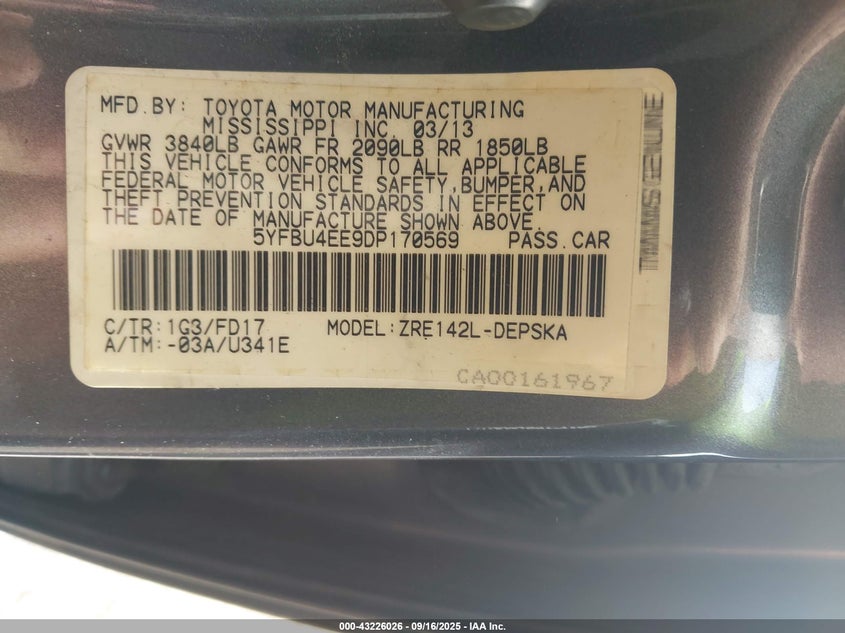 MFD.BY: TOYOTA MOTOR MANUFACTURING
MISSISSIPPI INC. 03/13
GVWR 3840LB GAWR FR 2090LB RR 1850LB
THIS VEHICLE CONFORMS TO ALL APPLICABLE
FEDERAL MOTOR VEHICLE SAFETY,BUMPER,AND
THEFT PREVENTION STANDARDS IN EFFECT ON
THE DATE OF MANUFACTURE SHOWN ABOVE.
5YFBU4EE9DP170569 PASS.CAR
C/TR:1G3/FD17 MODEL:ZRE142L-DEPSKA
A/TM:-03A/U341E
CA00161967
000-43226026 - 09/16/2025 - IAA Inc.